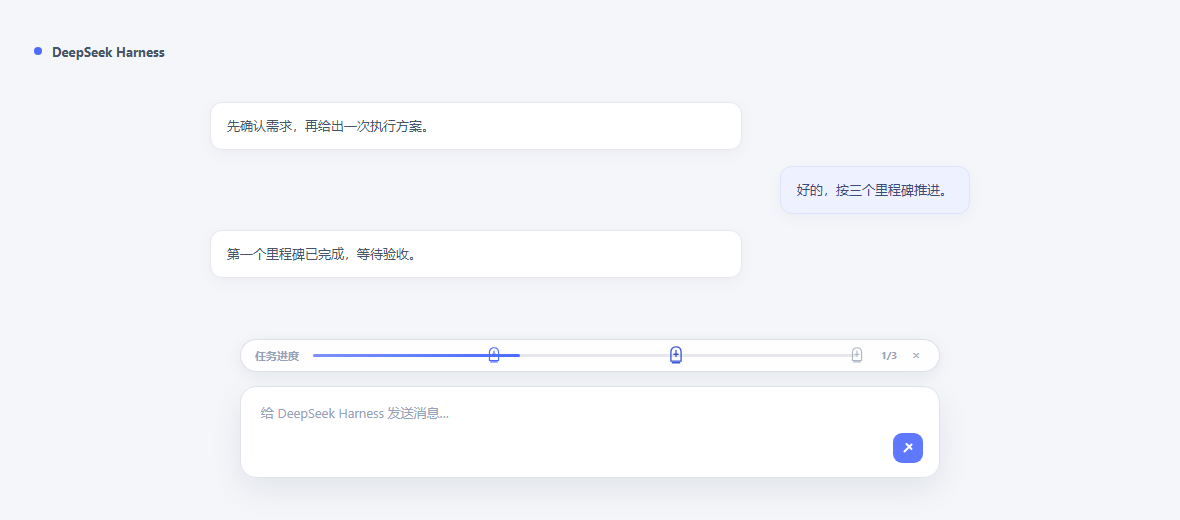 DeepSeek Harness
先确认需求，再给出一次执行方案。
好的，按三个里程碑推进。
第一个里程碑已完成，等待验收。
任务进度 1/3 ×
给 DeepSeek Harness 发送消息...